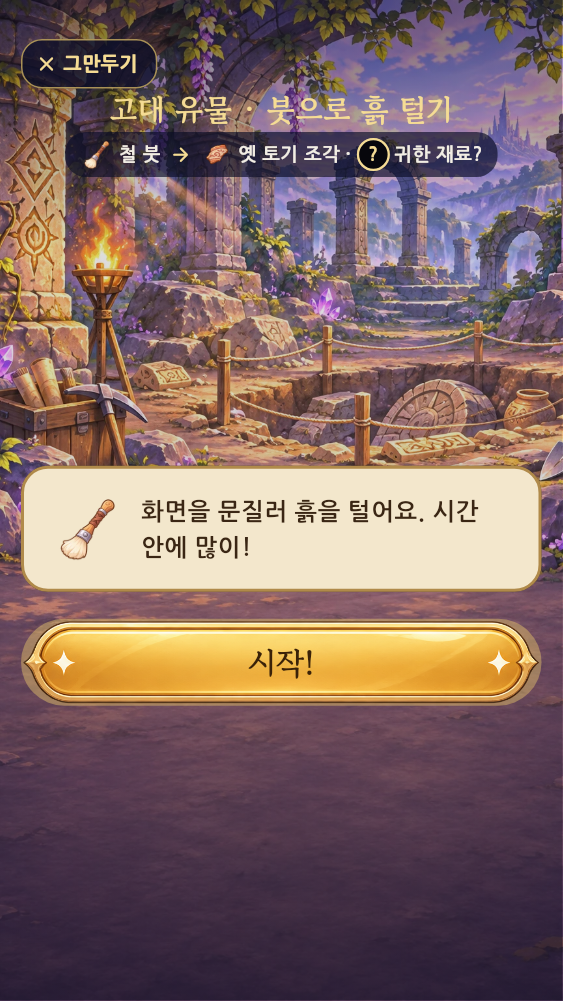 × 그만두기
고대 유물 · 붓으로 흙 털기
철 붓 → 옛 토기 조각 · ? 귀한 재료?
화면을 문질러 흙을 털어요. 시간
안에 많이!
시작!